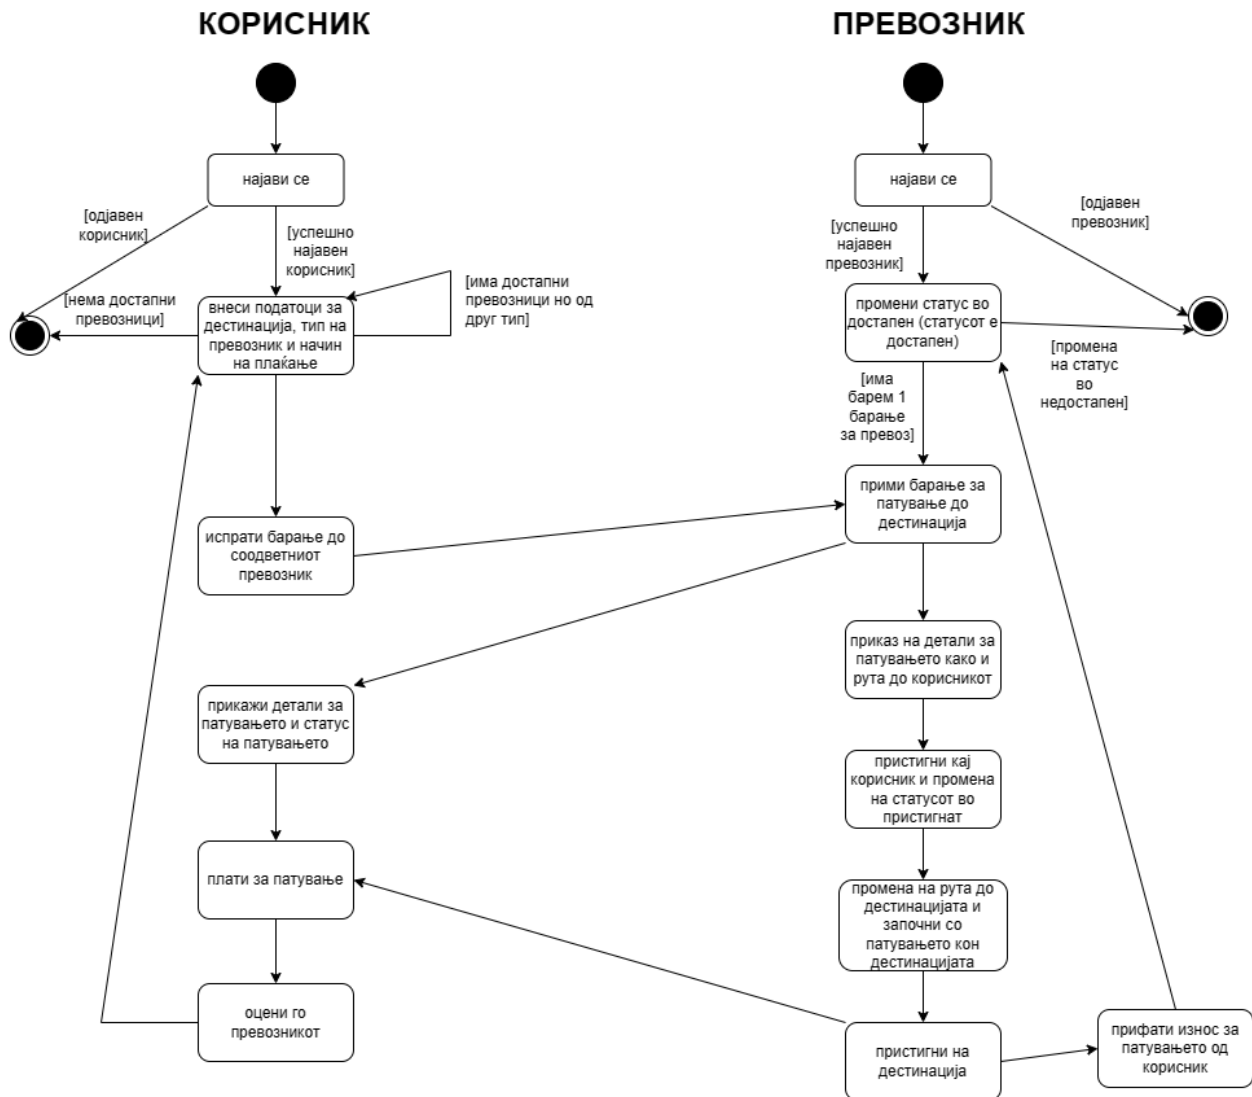 КОРИСНИК
ПРЕВОЗНИК
најави се
најави се
[одјавен
корисник]
[успешно
најавен
корисник]
[успешно
најавен
превозник]
[одјавен
превозник]
[нема достапни
превозници]
внеси податоци за
дестинација, тип на
превозник и начин
на плаќање
[има достапни
превозници но од
друг тип]
промени статус во
достапен (статусот е
достапен)
[промена
на статус
во
недостапен]
[има
барем 1
барање
за превоз]
прими барање за
патување до
дестинација
испрати барање до
соодветниот
превозник
приказ на детали за
патувањето како и
рута до корисникот
прикажи детали за
патувањето и статус
на патувањето
пристигни кај
корисник и промена
на статусот во
пристигнат
плати за патување
промена на рута до
дестинацијата и
започни со
патувањето кон
дестинацијата
оцени го
превозникот
пристигни на
дестинација
прифати износ за
патувањето од
корисник